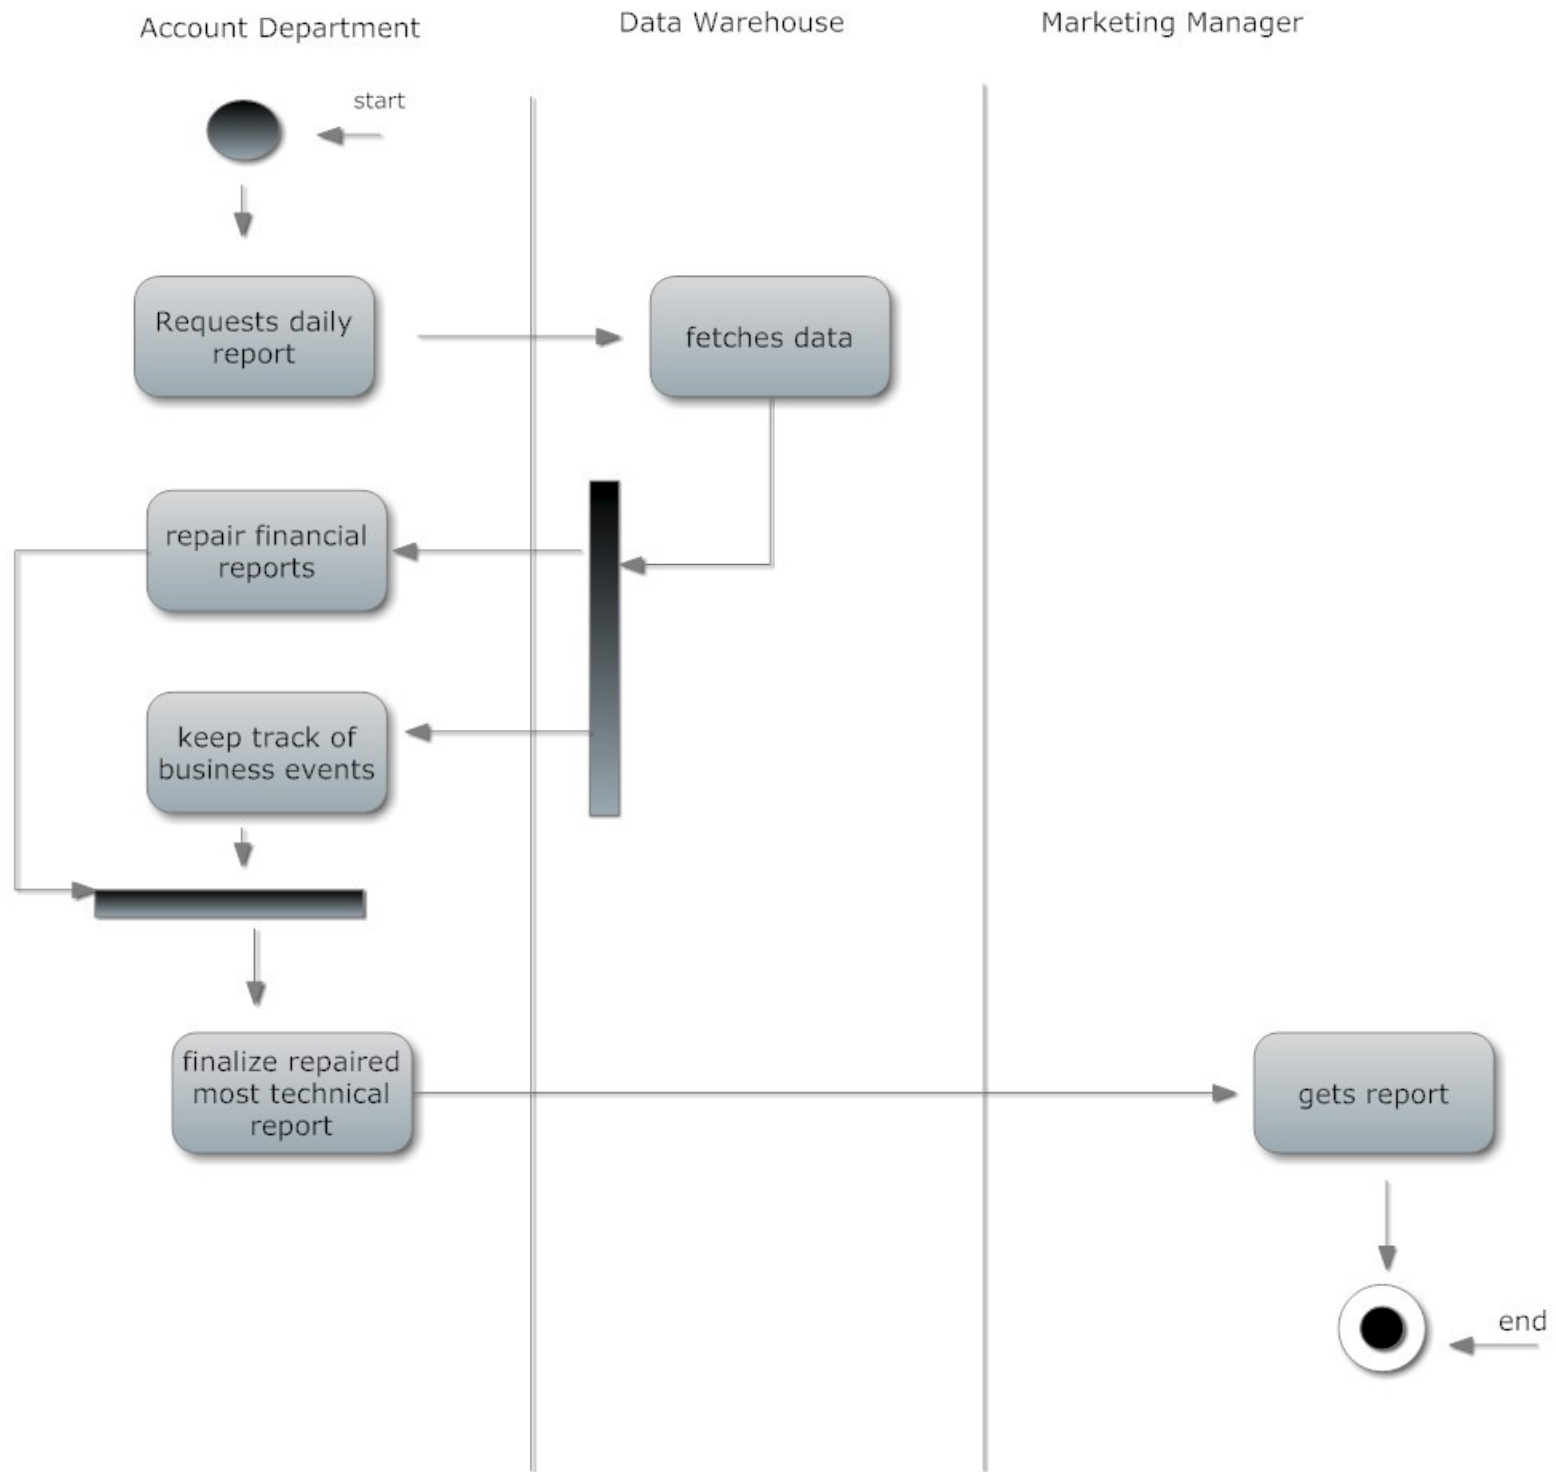 Account Department
Data Warehouse
Marketing Manager
start
Requests daily
report
fetches data
repair financial
reports
keep track of
business events
finalize repaired
most technical
report
gets report
end